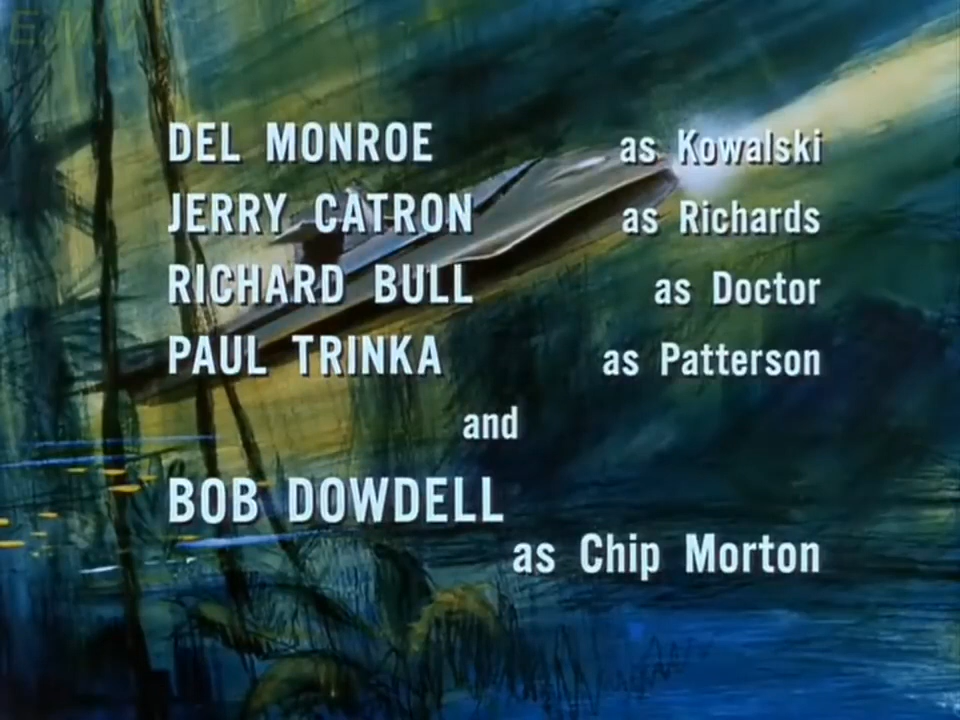 E.M.V
DEL MONROE as Kowalski
JERRY CATRON as Richards
RICHARD BULL as Doctor
PAUL TRINKA as Patterson
and
BOB DOWDELL
as Chip Morton